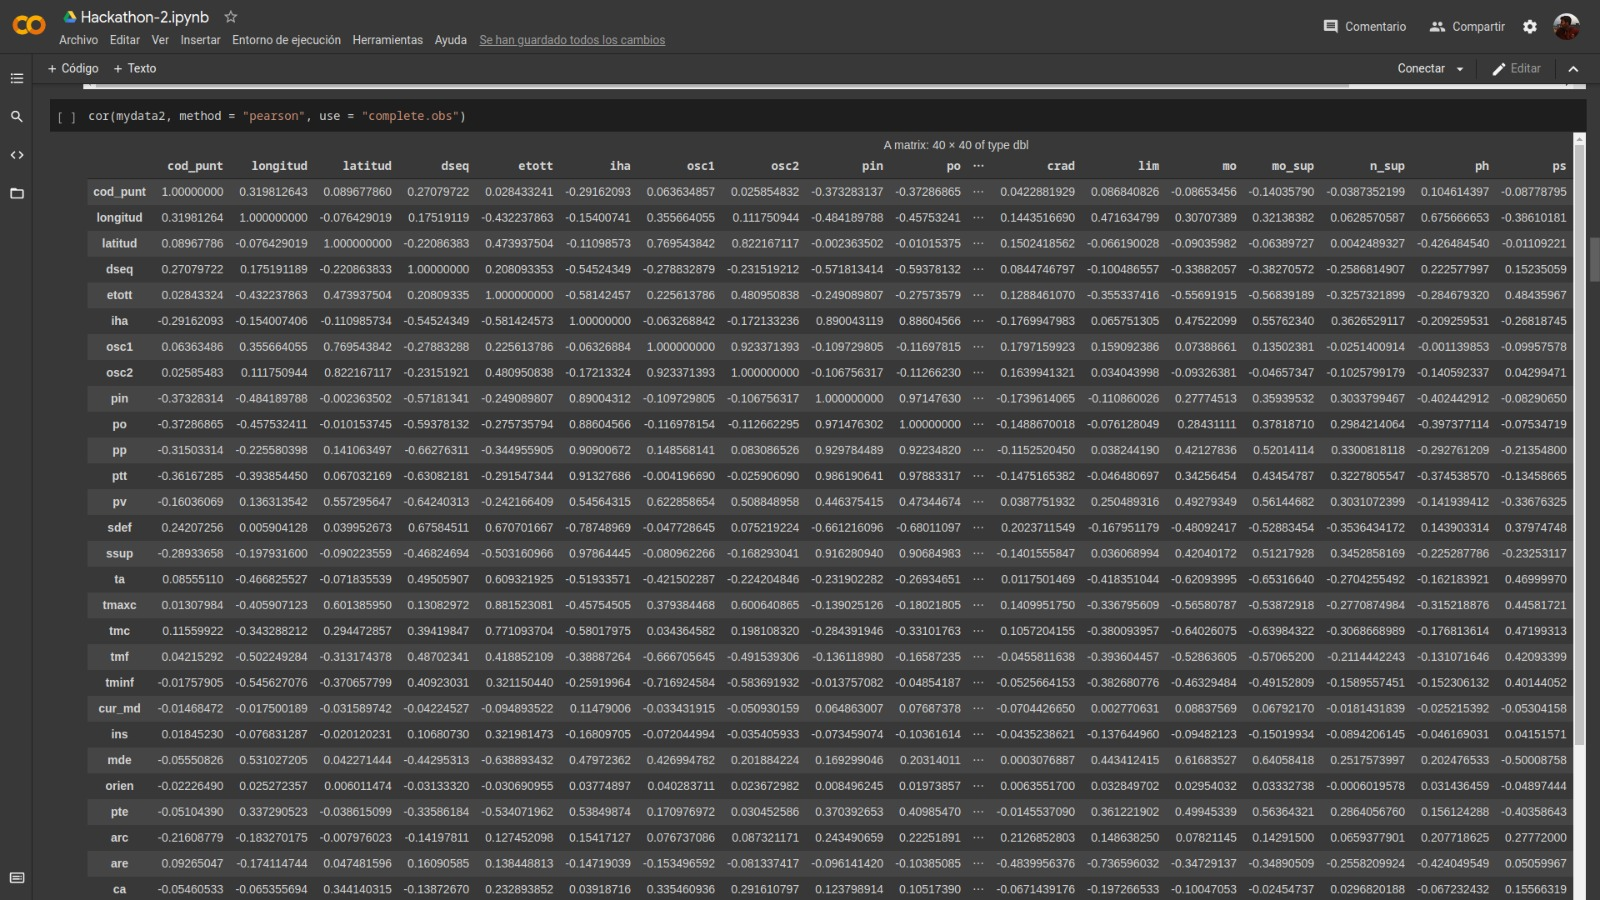 Hackathon-2.ipynb
Comentario Compartir
Archivo Editar Ver Insertar Entorno de ejecución Herramientas Ayuda Se han guardado todos los cambios
+ Código + Texto Conectar Editar
[ ] cor(mydata2, method = "pearson", use = "complete.obs")
A matrix: 40 × 40 of type dbl
cod_punt longitud latitud dseq etott iha osc1 osc2 pin po ··· crad lim mo mo_sup n_sup ph ps
cod_punt 1.00000000 0.319812643 0.089677860 0.27079722 0.028433241 -0.29162093 0.063634857 0.025854832 -0.373283137 -0.37286865 ··· 0.0422881929 0.086840826 -0.08653456 -0.14035790 -0.0387352199 0.104614397 -0.08778795
longitud 0.31981264 1.000000000 -0.076429019 0.17519119 -0.432237863 -0.15400741 0.355664055 0.111750944 -0.484189788 -0.45753241 ··· 0.1443516690 0.471634799 0.30707389 0.32138382 0.0628570587 0.675666653 -0.38610181
latitud 0.08967786 -0.076429019 1.000000000 -0.22086383 0.473937504 -0.11098573 0.769543842 0.822167117 -0.002363502 -0.01015375 ··· 0.1502418562 -0.066190028 -0.09035982 -0.06389727 0.0042489327 -0.426484540 -0.01109221
dseq 0.27079722 0.175191189 -0.220863833 1.00000000 0.208093353 -0.54524349 -0.278832879 -0.231519212 -0.571813414 -0.59378132 ··· 0.0844746797 -0.100486557 -0.33882057 -0.38270572 -0.2586814907 0.222577997 0.15235059
etott 0.02843324 -0.432237863 0.473937504 0.20809335 1.000000000 -0.58142457 0.225613786 0.480950838 -0.249089807 -0.27573579 ··· 0.1288461070 -0.355337416 -0.55691915 -0.56839189 -0.3257321899 -0.284679320 0.48435967
iha -0.29162093 -0.154007406 -0.110985734 -0.54524349 -0.581424573 1.00000000 -0.063268842 -0.172133236 0.890043119 0.88604566 ··· -0.1769947983 0.065751305 0.47522099 0.55762340 0.3626529117 -0.209259531 -0.26818745
osc1 0.06363486 0.355664055 0.769543842 -0.27883288 0.225613786 -0.06326884 1.000000000 0.923371393 -0.109729805 -0.11697815 ··· 0.1797159923 0.159092386 0.07388661 0.13502381 -0.0251400914 -0.001139853 -0.09957578
osc2 0.02585483 0.111750944 0.822167117 -0.23151921 0.480950838 -0.17213324 0.923371393 1.000000000 -0.106756317 -0.11266230 ··· 0.1639941321 0.034043998 -0.09326381 -0.04657347 -0.1025799179 -0.140592337 0.04299471
pin -0.37328314 -0.484189788 -0.002363502 -0.57181341 -0.249089807 0.89004312 -0.109729805 -0.106756317 1.000000000 0.97147630 ··· -0.1739614065 -0.110860026 0.27774513 0.35939532 0.3033799467 -0.402442912 -0.08290650
po -0.37286865 -0.457532411 -0.010153745 -0.59378132 -0.275735794 0.88604566 -0.116978154 -0.112662295 0.971476302 1.00000000 ··· -0.1488670018 -0.076128049 0.28431111 0.37818710 0.2984214064 -0.397377114 -0.07534719
pp -0.31503314 -0.225580398 0.141063497 -0.66276311 -0.344955905 0.90900672 0.148568141 0.083086526 0.929784489 0.92234820 ··· -0.1152520450 0.038244190 0.42127836 0.52014114 0.3300818118 -0.292761209 -0.21354800
ptt -0.36167285 -0.393854450 0.067032169 -0.63082181 -0.291547344 0.91327686 -0.004196690 -0.025906090 0.986190641 0.97883317 ··· -0.1475165382 -0.046480697 0.34256454 0.43454787 0.3227805547 -0.374538570 -0.13458665
pv -0.16036069 0.136313542 0.557295647 -0.64240313 -0.242166409 0.54564315 0.622858654 0.508848958 0.446375415 0.47344674 ··· 0.0387751932 0.250489316 0.49279349 0.56144682 0.3031072399 -0.141939412 -0.33676325
sdef 0.24207256 0.005904128 0.039952673 0.67584511 0.670701667 -0.78748969 -0.047728645 0.075219224 -0.661216096 -0.68011097 ··· 0.2023711549 -0.167951179 -0.48092417 -0.52883454 -0.3536434172 0.143903314 0.37974748
ssup -0.28933658 -0.197931600 -0.090223559 -0.46824694 -0.503160966 0.97864445 -0.080962266 -0.168293041 0.916280940 0.90684983 ··· -0.1401555847 0.036068994 0.42040172 0.51217928 0.3452858169 -0.225287786 -0.23253117
ta 0.08555110 -0.466825527 -0.071835539 0.49505907 0.609321925 -0.51933571 -0.421502287 -0.224204846 -0.231902282 -0.26934651 ··· 0.0117501469 -0.418351044 -0.62093995 -0.65316640 -0.2704255492 -0.162183921 0.46999970
tmaxc 0.01307984 -0.405907123 0.601385950 0.13082972 0.881523081 -0.45754505 0.379384468 0.600640865 -0.139025126 -0.18021805 ··· 0.1409951750 -0.336795609 -0.56580787 -0.53872918 -0.2770874984 -0.315218876 0.44581721
tmc 0.11559922 -0.343288212 0.294472857 0.39419847 0.771093704 -0.58017975 0.034364582 0.198108320 -0.284391946 -0.33101763 ··· 0.1057204155 -0.380093957 -0.64026075 -0.63984322 -0.3068668989 -0.176813614 0.47199313
tmf 0.04215292 -0.502249284 -0.313174378 0.48702341 0.418852109 -0.38887264 -0.666705645 -0.491539306 -0.136118980 -0.16587235 ··· -0.0455811638 -0.393604457 -0.52863605 -0.57065200 -0.2114442243 -0.131071646 0.42093399
tminf -0.01757905 -0.545627076 -0.370657799 0.40923031 0.321150440 -0.25919964 -0.716924584 -0.583691932 -0.013757082 -0.04854187 ··· -0.0525664153 -0.382680776 -0.46329484 -0.49152809 -0.1589557451 -0.152306132 0.40144052
cur_md -0.01468472 -0.017500189 -0.031589742 -0.04224527 -0.094893522 0.11479006 -0.033431915 -0.050930159 0.064863007 0.07687378 ··· -0.0704426650 0.002770631 0.08837569 0.06792170 -0.0181431839 -0.025215392 -0.05304158
ins 0.01845230 -0.076831287 -0.020120231 0.10680730 0.321981473 -0.16809705 -0.072044994 -0.035405933 -0.073459074 -0.10361614 ··· -0.0435238621 -0.137644960 -0.09482123 -0.15019934 -0.0894206145 -0.046169031 0.04151571
mde -0.05550826 0.531027205 0.042271444 -0.44295313 -0.638893432 0.47972362 0.426994782 0.201884224 0.169299046 0.20314011 ··· 0.0003076887 0.443412415 0.61683527 0.64058418 0.2517573997 0.202476533 -0.50008758
orien -0.02226490 0.025272357 0.006011474 -0.03133320 -0.030690955 0.03774897 0.040283711 0.023672982 0.008496245 0.01973857 ··· 0.0063551700 0.032849702 0.02954032 0.03332738 -0.0006019578 0.031436459 -0.04897444
pte -0.05104390 0.337290523 -0.038615099 -0.33586184 -0.534071962 0.53849874 0.170976972 0.030452586 0.370392653 0.40985470 ··· -0.0145537090 0.361221902 0.49945339 0.56364321 0.2864056760 0.156124288 -0.40358643
arc -0.21608779 -0.183270175 -0.007976023 -0.14197811 0.127452098 0.15417127 0.076737086 0.087321171 0.243490659 0.22251891 ··· 0.2126852803 0.148638250 0.07821145 0.14291500 0.0659377901 0.207718625 0.27772000
are 0.09265047 -0.174114744 0.047481596 0.16090585 0.138448813 -0.14719039 -0.153496592 -0.081337417 -0.096141420 -0.10385085 ··· -0.4839956376 -0.736596032 -0.34729137 -0.34890509 -0.2558209924 -0.424049549 0.05059967
ca -0.05460533 -0.065355694 0.344140315 -0.13872670 0.232893852 0.03918716 0.335460936 0.291610797 0.123798914 0.10517390 ··· -0.0671439176 -0.197266533 -0.10047053 -0.02454737 0.0296820188 -0.067232432 0.15566319